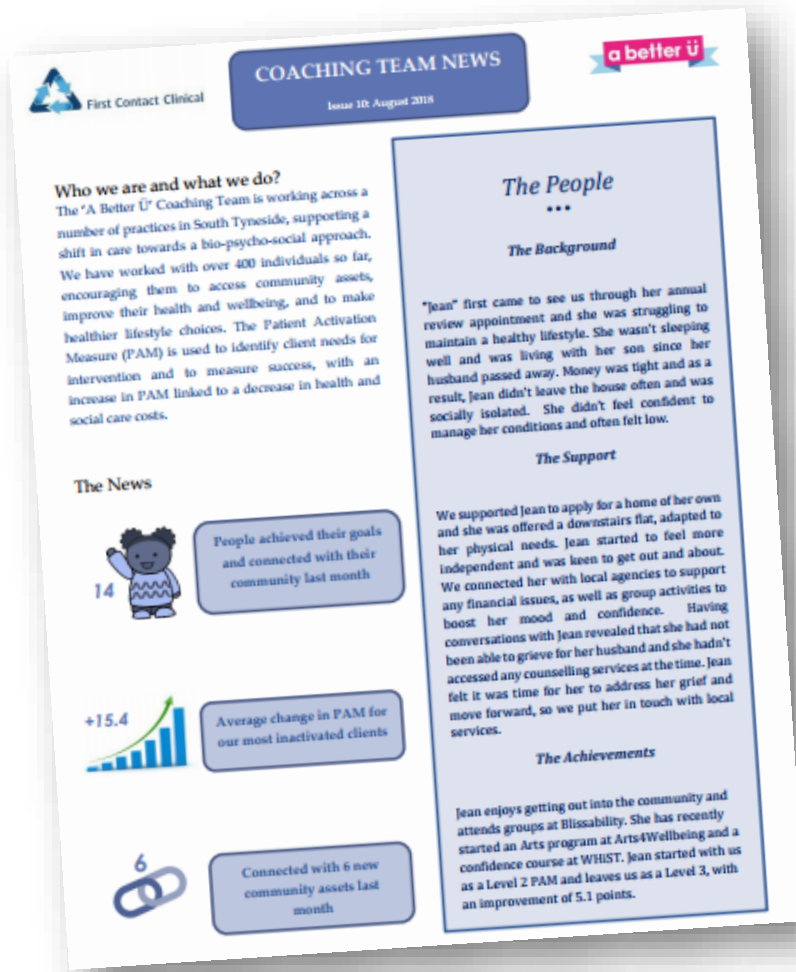 First Contact Clinical
COACHING TEAM NEWS
Issue 10: August 2018
a better ü
Who we are and what we do?
The "A Better Ü" Coaching Team is working across a
number of practices in South Tyneside, supporting a
shift in care towards a bio-psycho-social approach.
We have worked with over 400 individuals so far,
encouraging them to access community assets,
improve their health and wellbeing, and to make
healthier lifestyle choices. The Patient Activation
Measure (PAM) is used to identify client needs for
intervention and to measure success, with an
increase in PAM linked to a decrease in health and
social care costs.
The News
14
People achieved their goals
and connected with their
community last month
+15.4
Average change in PAM for
our most inactivated clients
6
Connected with 6 new
community assets last
month
The People
•••
The Background
"Jean" first came to see us through her annual
review appointment and she was struggling to
maintain a healthy lifestyle. She wasn't sleeping
well and was living with her son since her
husband passed away. Money was tight and as a
result, Jean didn't leave the house often and was
socially isolated. She didn't feel confident to
manage her conditions and often felt low.
The Support
We supported Jean to apply for a home of her own
and she was offered a downstairs flat, adapted to
her physical needs. Jean started to feel more
independent and was keen to get out and about.
We connected her with local agencies to support
any financial issues, as well as group activities to
boost her mood and confidence. Having
conversations with Jean revealed that she had not
been able to grieve for her husband and she hadn't
accessed any counselling services at the time. Jean
felt it was time for her to address her grief and
move forward, so we put her in touch with local
services.
The Achievements
Jean enjoys getting out into the community and
attends groups at Blissability. She has recently
started an Arts program at Arts4Wellbeing and a
confidence course at WHiST. Jean started with us
as a Level 2 PAM and leaves us as a Level 3, with
an improvement of 5.1 points.